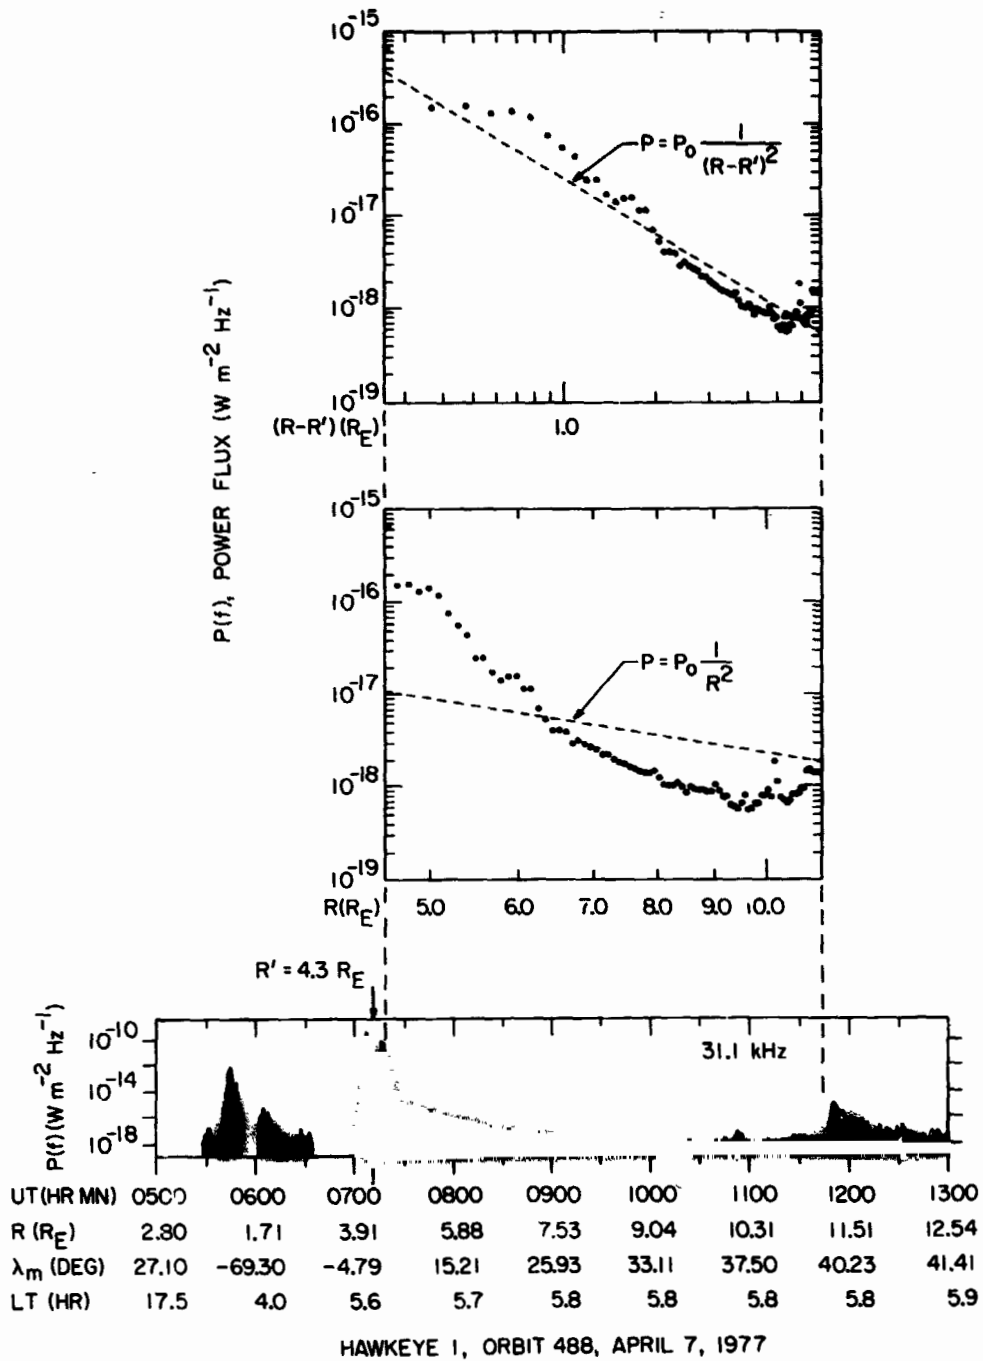 10^-15
10^-16
10^-17
10^-18
10^-19
P = P₀ 1/(R-R')²
(R-R')(R_E)
1.0
P(f), POWER FLUX (W m^-2 Hz^-1)
10^-15
10^-16
10^-17
10^-18
10^-19
P = P₀ 1/R²
R(R_E) 5.0 6.0 7.0 8.0 9.0 10.0
R' = 4.3 R_E
P(f)(W m^-2 Hz^-1)
10^-10
10^-14
10^-18
31.1 kHz
UT (HR MN) 0500 0600 0700 0800 0900 1000 1100 1200 1300
R (R_E) 2.80 1.71 3.91 5.88 7.53 9.04 10.31 11.51 12.54
λm (DEG) 27.10 -69.30 -4.79 15.21 25.93 33.11 37.50 40.23 41.41
LT (HR) 17.5 4.0 5.6 5.7 5.8 5.8 5.8 5.8 5.9
HAWKEYE 1, ORBIT 488, APRIL 7, 1977